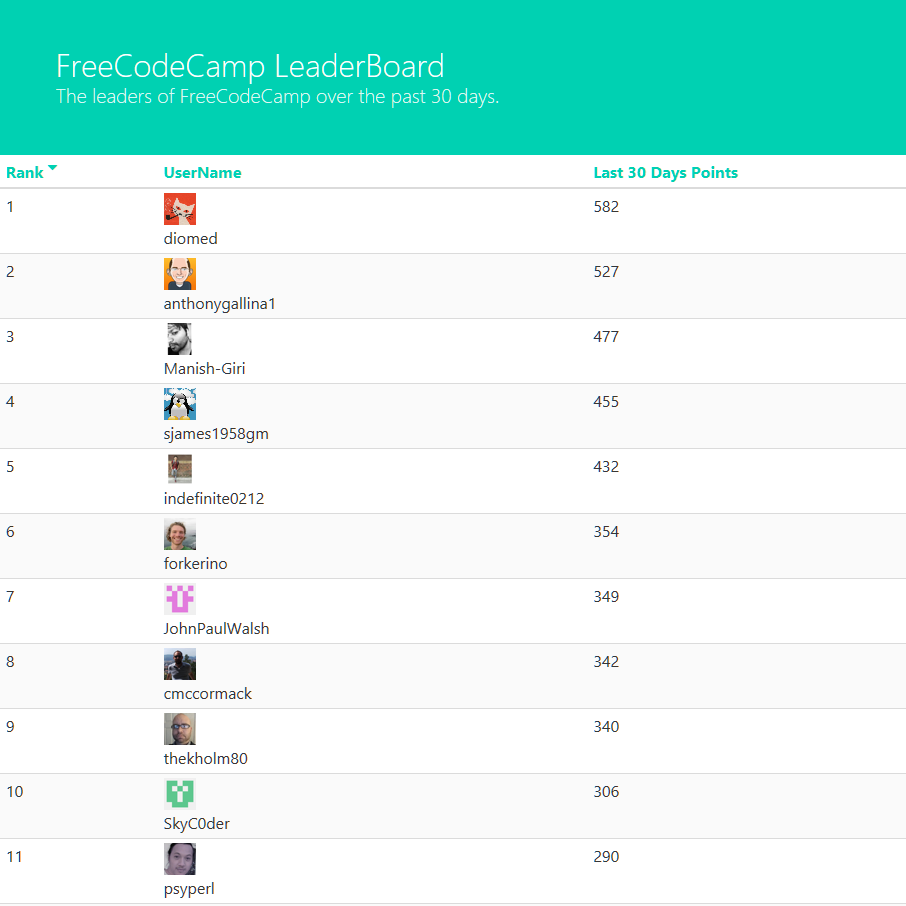 FreeCodeCamp LeaderBoard
The leaders of FreeCodeCamp over the past 30 days.
Rank UserName Last 30 Days Points
1 582
diomed
2 527
anthonygallina1
3 477
Manish-Giri
4 455
sjames1958gm
5 432
indefinite0212
6 354
forkerino
7 349
JohnPaulWalsh
8 342
cmccormack
9 340
thekholm80
10 306
SkyC0der
11 290
psyperl